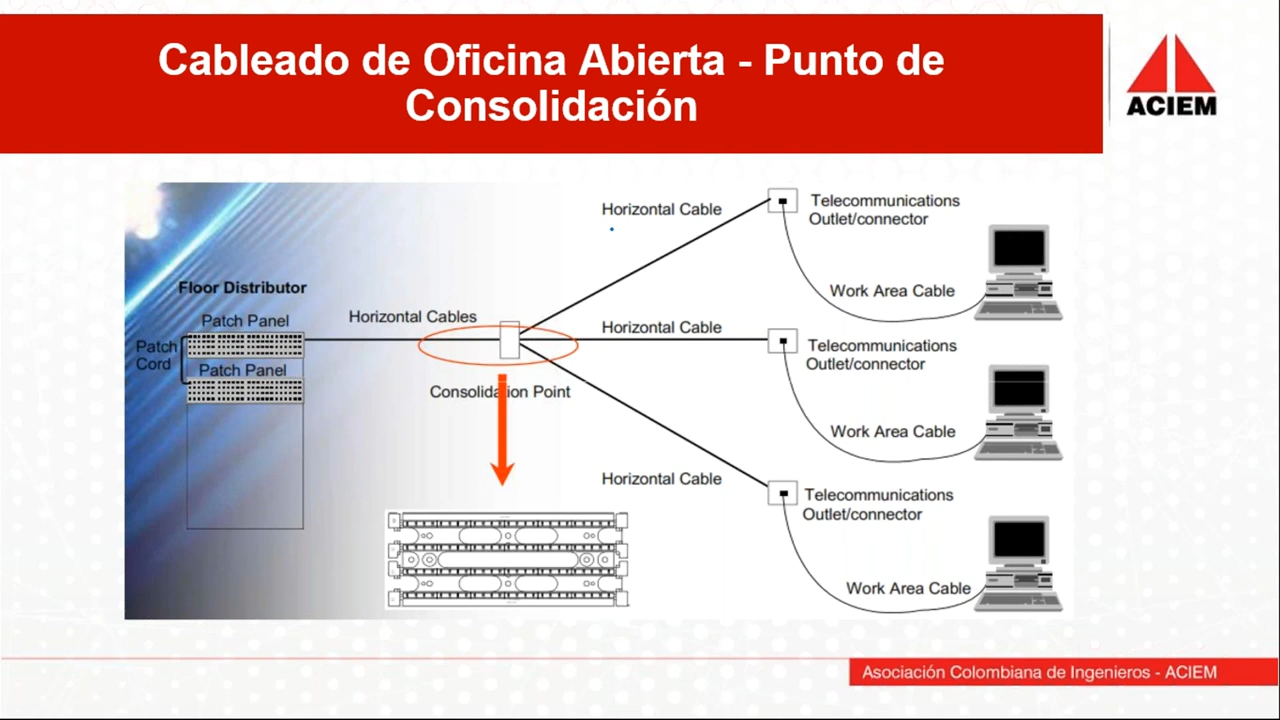 Cableado de Oficina Abierta - Punto de
Consolidación
ACIEM
Horizontal Cable
Telecommunications
Outlet/connector
Floor Distributor
Work Area Cable
Patch Panel
Horizontal Cables
Horizontal Cable
Patch
Cord
Telecommunications
Outlet/connector
Patch Panel
Consolidation Point
Work Area Cable
Horizontal Cable
Telecommunications
Outlet/connector
Work Area Cable
Asociación Colombiana de Ingenieros - ACIEM